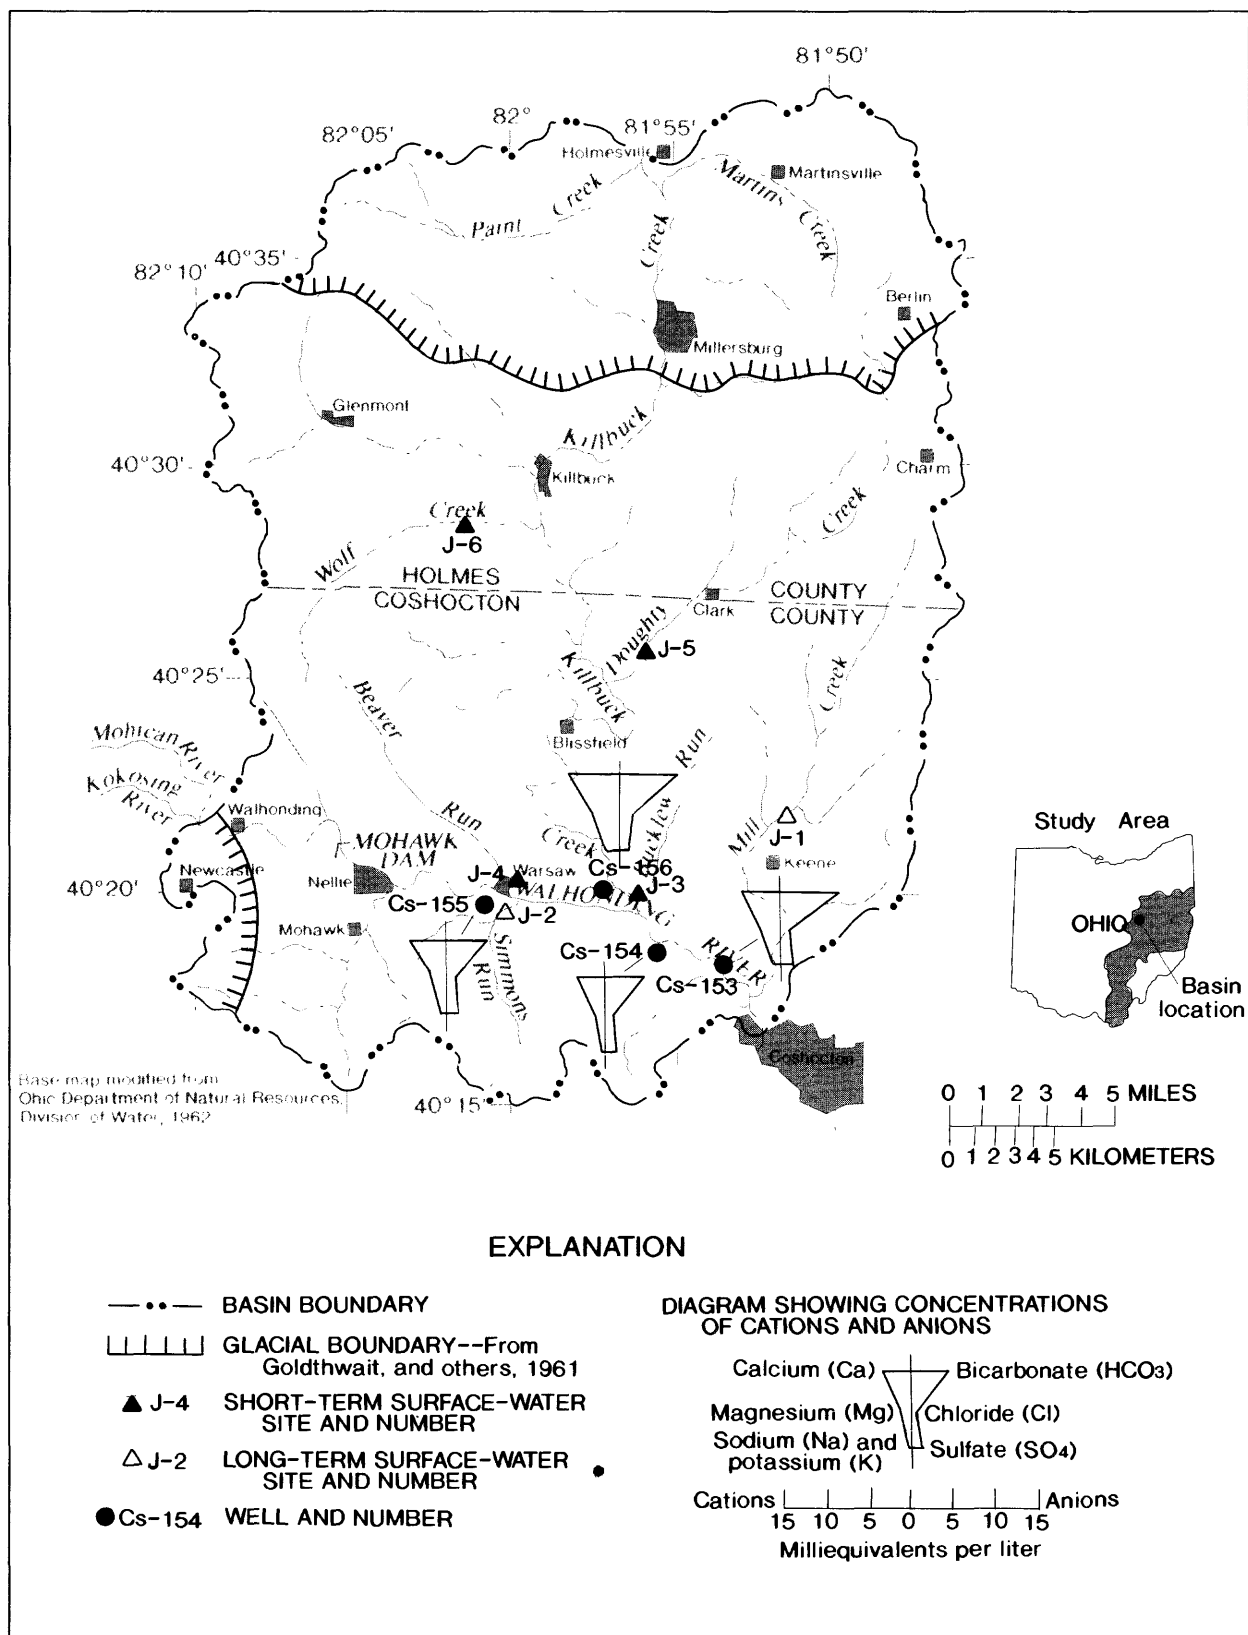 81°50'
82°
82°05'
81°55'
Holmesville
Martinsville
Paint Creek
Martins Creek
Creek
40°35'
82°10'
Berlin
Millersburg
Glenmont
Killbuck
40°30'
Killbuck
Charm
Creek
Creek
J-6
Wolf
HOLMES
COSHOCTON
COUNTY
COUNTY
Clark
Doughty
J-5
Killbuck
Creek
40°25'
Beaver
Mohican River
Blissfield
Run
Kokosing
River
Walhonding
Run
Creek
Bucklew
Mill
J-1
MOHAWK
DAM
Keene
Newcastle
40°20'
Nellie
J-4
Warsaw
Cs-156
J-3
WALHONDING
Cs-155
J-2
Mohawk
Simmons
Run
Cs-154
RIVER
Cs-153
Coshocton
40°15'
Base map modified from
Ohio Department of Natural Resources,
Division of Water, 1962
Study Area
OHIO
Basin
location
0 1 2 3 4 5 MILES
0 1 2 3 4 5 KILOMETERS
EXPLANATION
BASIN BOUNDARY
GLACIAL BOUNDARY--From
Goldthwait, and others, 1961
J-4 SHORT-TERM SURFACE-WATER
SITE AND NUMBER
J-2 LONG-TERM SURFACE-WATER
SITE AND NUMBER
Cs-154 WELL AND NUMBER
DIAGRAM SHOWING CONCENTRATIONS
OF CATIONS AND ANIONS
Calcium (Ca) Bicarbonate (HCO3)
Magnesium (Mg) Chloride (Cl)
Sodium (Na) and
potassium (K)
Sulfate (SO4)
Cations Anions
15 10 5 0 5 10 15
Milliequivalents per liter